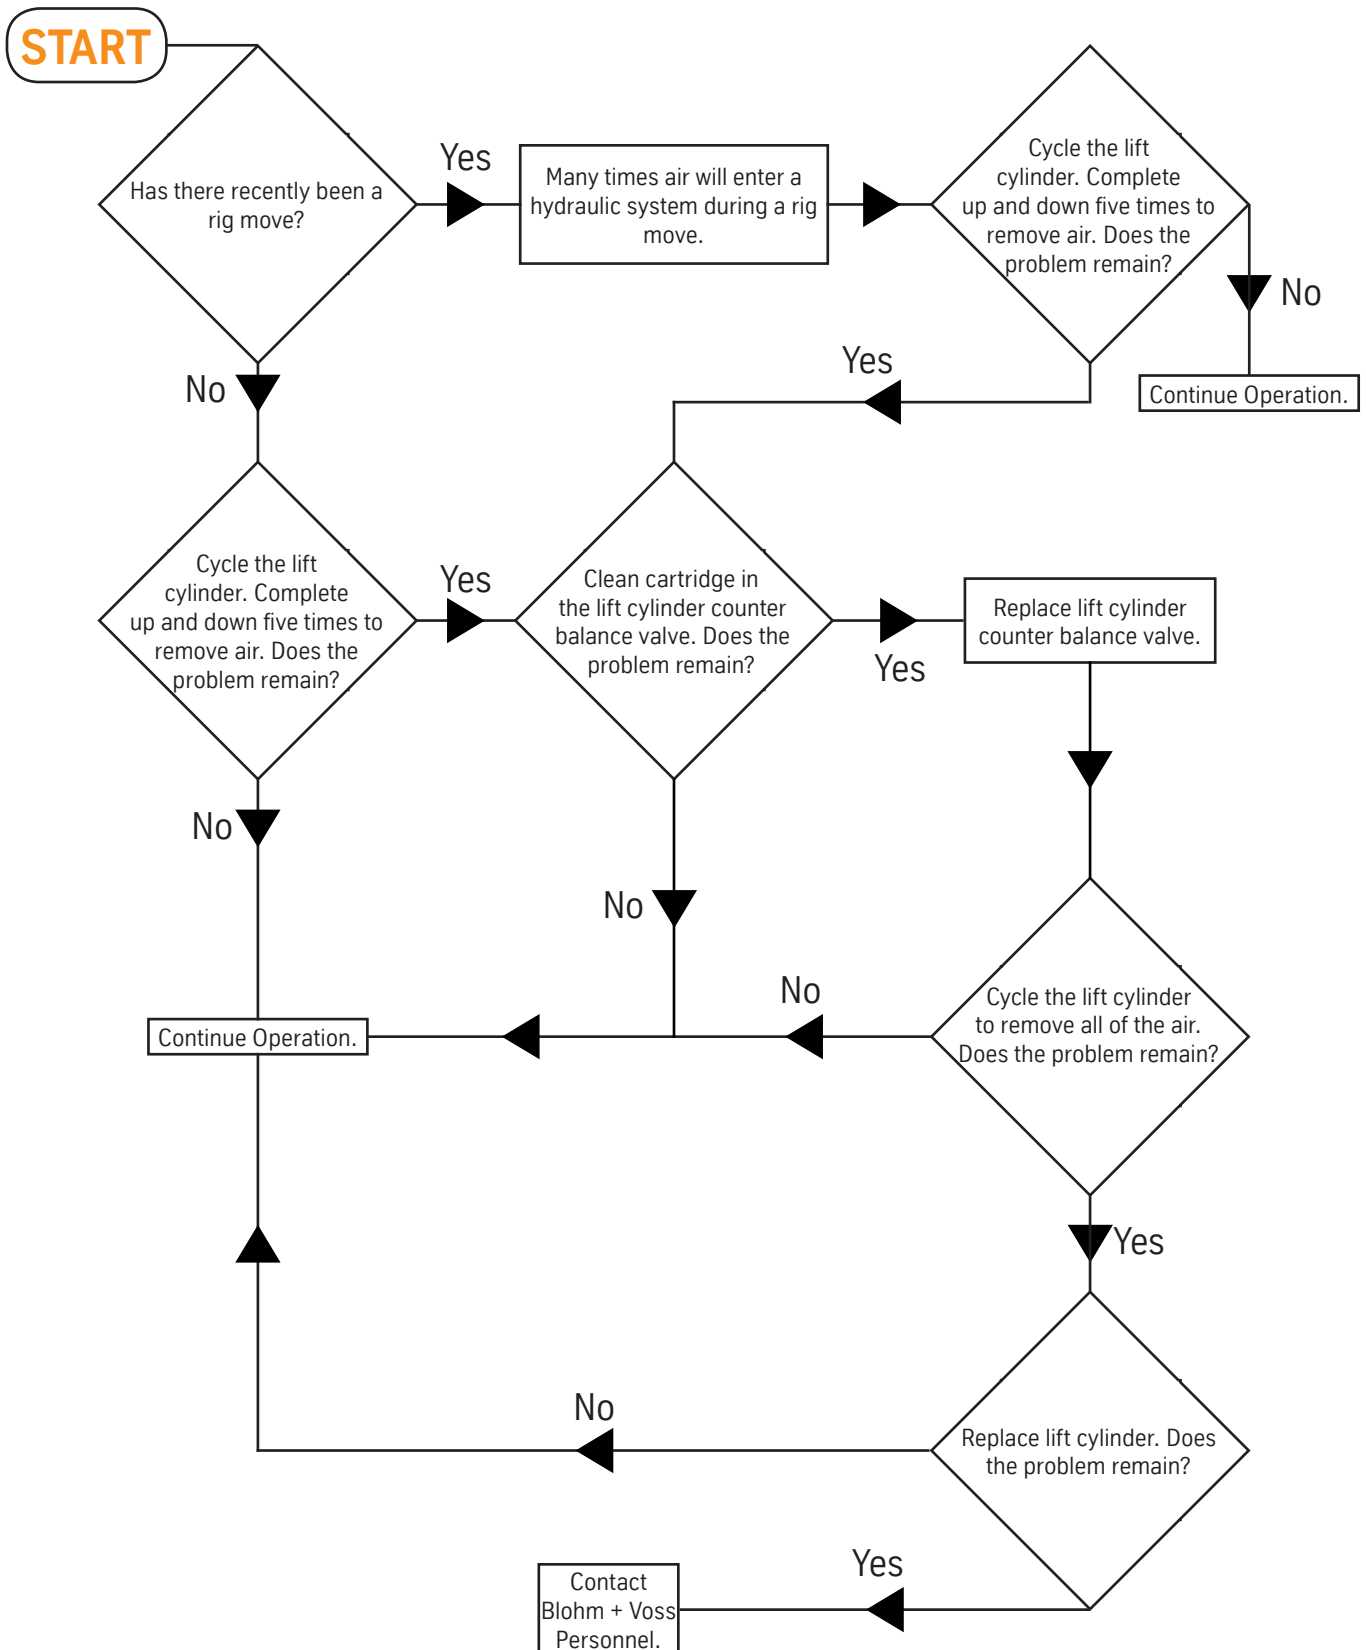 START
Has there recently been a
rig move?
Yes
Many times air will enter a
hydraulic system during a rig
move.
Cycle the lift
cylinder. Complete
up and down five times to
remove air. Does the
problem remain?
No
Continue Operation.
Yes
No
Cycle the lift
cylinder. Complete
up and down five times to
remove air. Does the
problem remain?
Yes
Clean cartridge in
the lift cylinder counter
balance valve. Does the
problem remain?
Yes
Replace lift cylinder
counter balance valve.
No
No
Continue Operation.
No
Cycle the lift cylinder
to remove all of the air.
Does the problem remain?
Yes
No
Replace lift cylinder. Does
the problem remain?
Yes
Contact
Blohm + Voss
Personnel.